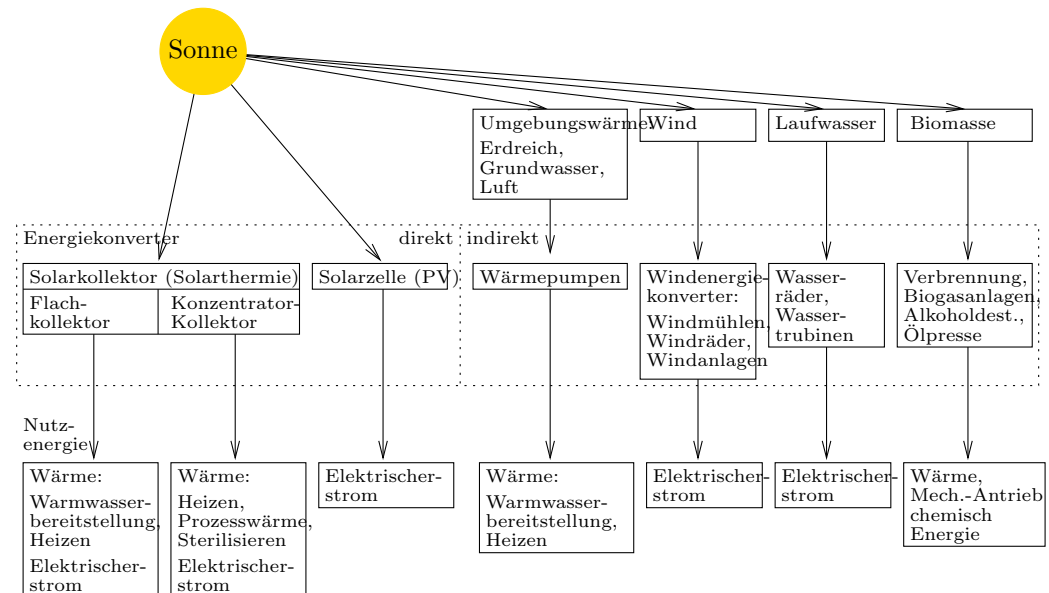 Sonne
Umgebungswärme:
Erdreich,
Grundwasser,
Luft
Wind
Laufwasser
Biomasse
Energiekonverter
direkt
indirekt
Solarkollektor (Solarthermie)
Flach-
kollektor
Konzentrator-
Kollektor
Solarzelle (PV)
Wärmepumpen
Windenergie-
konverter:
Windmühlen,
Windräder,
Windanlagen
Wasser-
räder,
Wasser-
trubinen
Verbrennung,
Biogasanlagen,
Alkoholdest.,
Ölpresse
Nutz-
energie
Wärme:
Warmwasser-
bereitstellung,
Heizen
Elektrischer-
strom
Wärme:
Heizen,
Prozesswärme,
Sterilisieren
Elektrischer-
strom
Elektrischer-
strom
Wärme:
Warmwasser-
bereitstellung,
Heizen
Elektrischer-
strom
Elektrischer-
strom
Wärme,
Mech.-Antrieb
chemisch
Energie